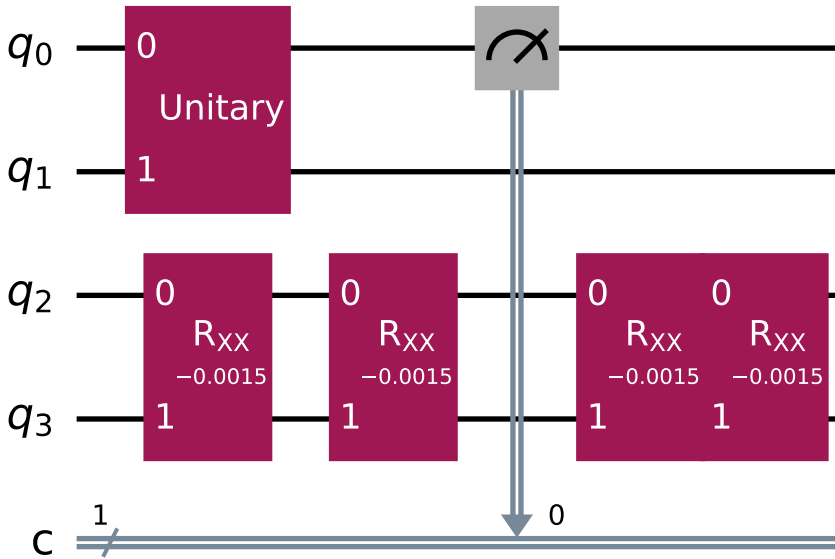 q0 0
Unitary
q1 1
q2 0 0 0 0
RXX RXX RXX RXX
−0.0015 −0.0015 −0.0015 −0.0015
q3 1 1 1 1
1 0
c